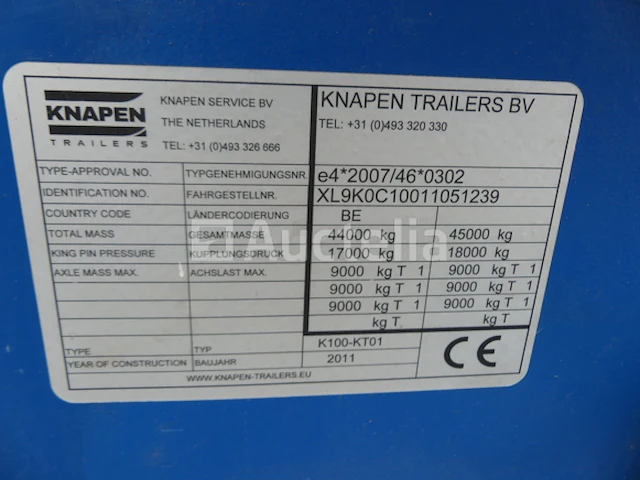 KNAPEN
TRAILERS
KNAPEN SERVICE BV
THE NETHERLANDS
TEL: +31 (0)493 326 666
KNAPEN TRAILERS BV
TEL: +31 (0)493 320 330
TYPE-APPROVAL NO. TYPGENEHMIGUNGSNR. e4*2007/46*0302
IDENTIFICATION NO. FAHRGESTELLNR. XL9K0C10011051239
COUNTRY CODE LÄNDERCODIERUNG BE
TOTAL MASS GESAMTMASSE 44000 kg 45000 kg
KING PIN PRESSURE KUPPLUNGSDRUCK 17000 kg 18000 kg
AXLE MASS MAX. ACHSLAST MAX. 9000 kg T 1 9000 kg T 1
9000 kg T 1 9000 kg T 1
9000 kg T 1 9000 kg T 1
kg T kg T
TYPE TYP K100-KT01
YEAR OF CONSTRUCTION BAUJAHR 2011
CE
WWW.KNAPEN-TRAILERS.EU
Auctelia